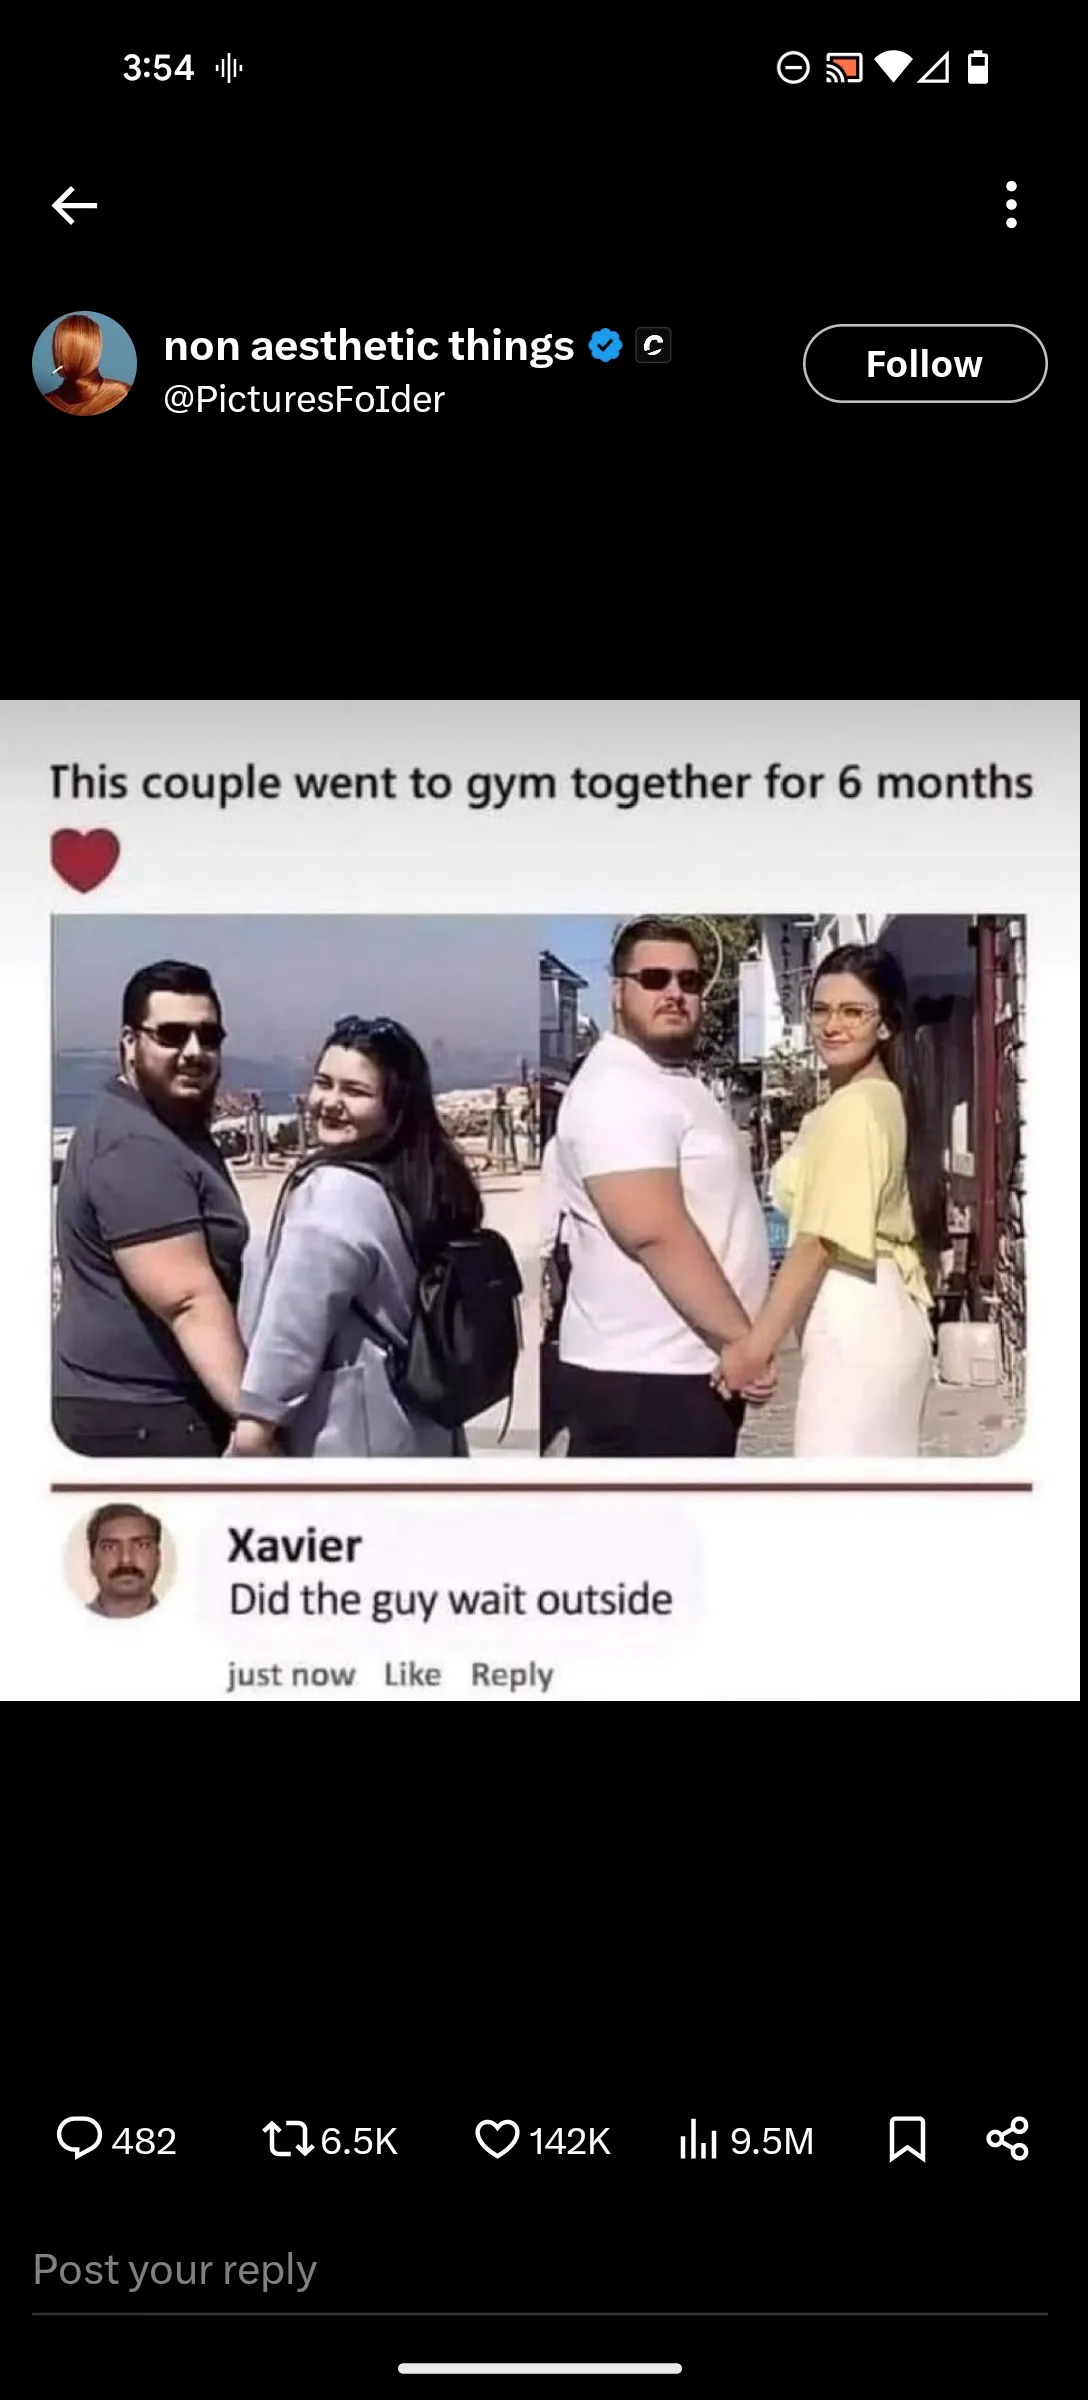 3:54
non aesthetic things
@PicturesFoIder
Follow
This couple went to gym together for 6 months
❤
Xavier
Did the guy wait outside
just now Like Reply
482 6.5K 142K 9.5M
Post your reply